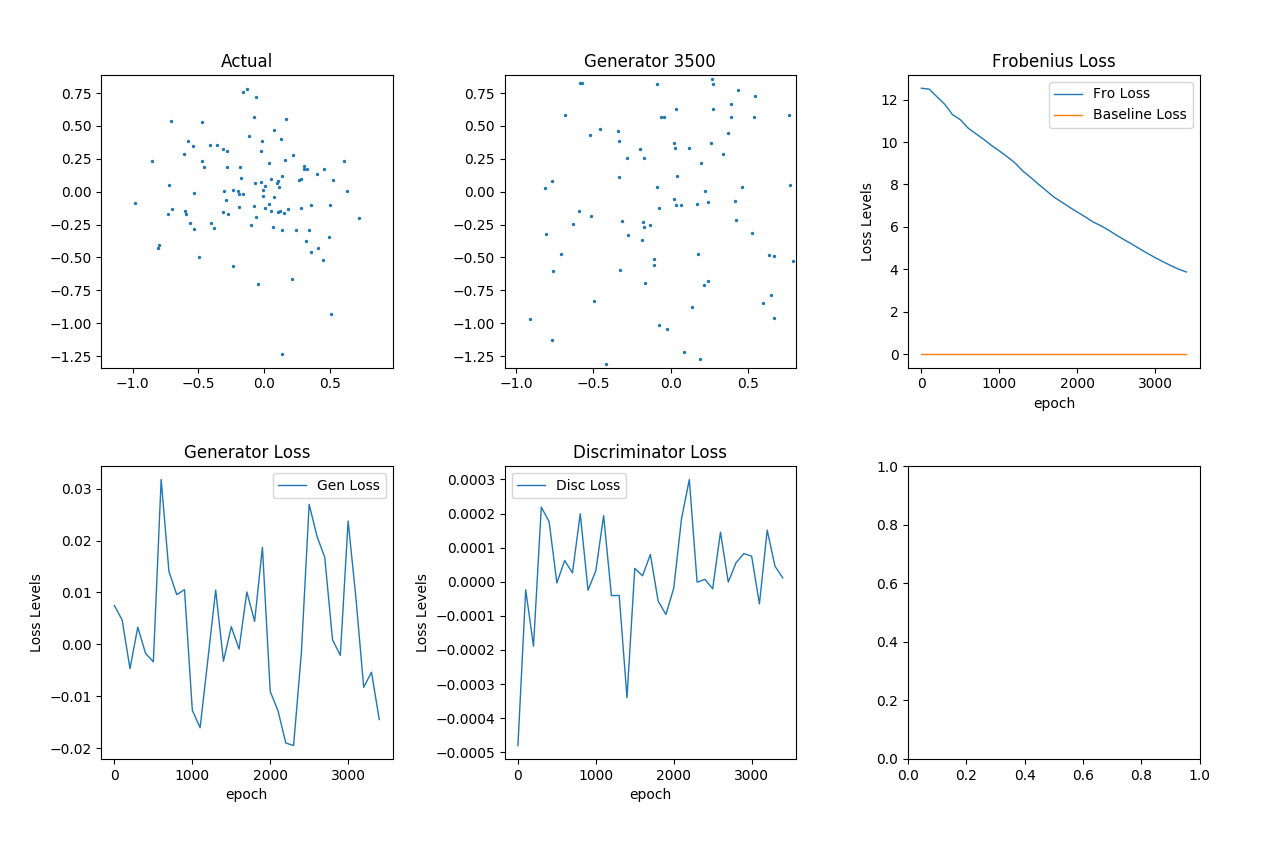 Actual
0.75
0.50
0.25
0.00
−0.25
−0.50
−0.75
−1.00
−1.25
−1.0 −0.5 0.0 0.5
Generator 3500
0.75
0.50
0.25
0.00
−0.25
−0.50
−0.75
−1.00
−1.25
−1.0 −0.5 0.0 0.5
Frobenius Loss
Fro Loss
Baseline Loss
Loss Levels
12
10
8
6
4
2
0
0 1000 2000 3000
epoch
Generator Loss
Gen Loss
Loss Levels
0.03
0.02
0.01
0.00
−0.01
−0.02
0 1000 2000 3000
epoch
Discriminator Loss
Disc Loss
Loss Levels
0.0003
0.0002
0.0001
0.0000
−0.0001
−0.0002
−0.0003
−0.0004
−0.0005
0 1000 2000 3000
epoch
1.0
0.8
0.6
0.4
0.2
0.0
0.0 0.2 0.4 0.6 0.8 1.0